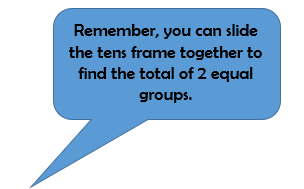 Remember, you can slide
the tens frame together to
find the total of 2 equal
groups.